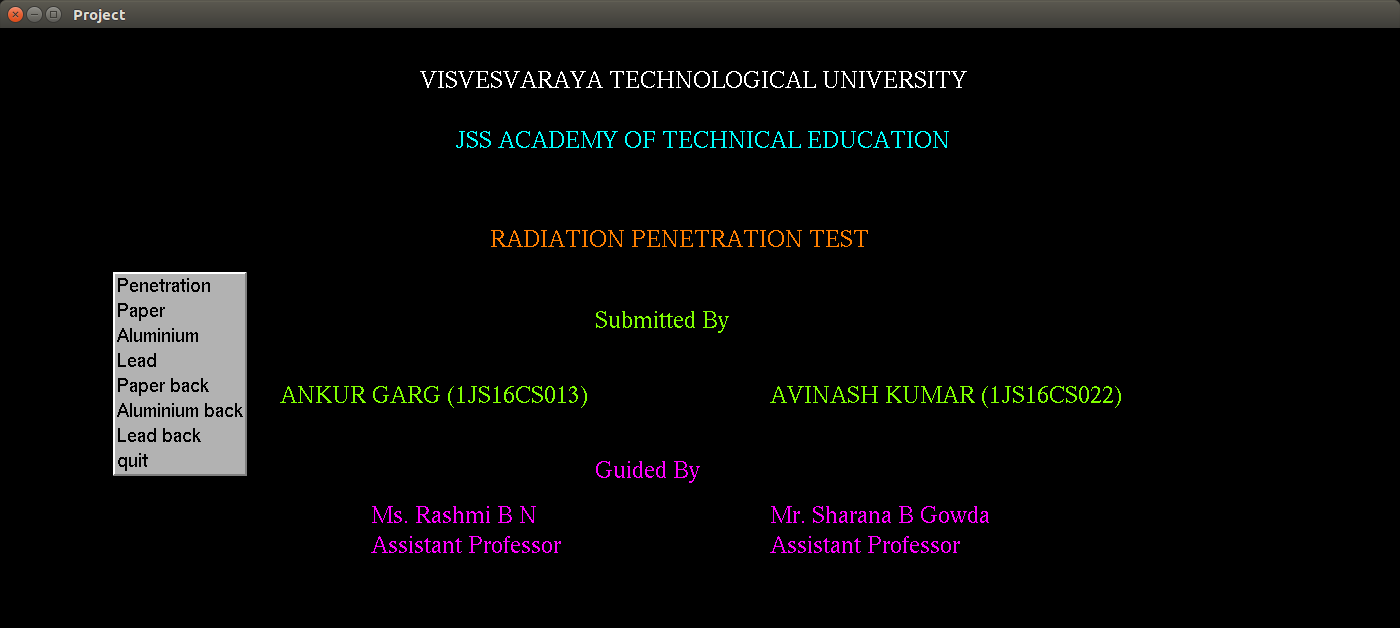 Project
VISVESVARAYA TECHNOLOGICAL UNIVERSITY
JSS ACADEMY OF TECHNICAL EDUCATION
RADIATION PENETRATION TEST
Penetration
Paper
Aluminium
Lead
Paper back
Aluminium back
Lead back
quit
Submitted By
ANKUR GARG (1JS16CS013)
AVINASH KUMAR (1JS16CS022)
Guided By
Ms. Rashmi B N
Assistant Professor
Mr. Sharana B Gowda
Assistant Professor